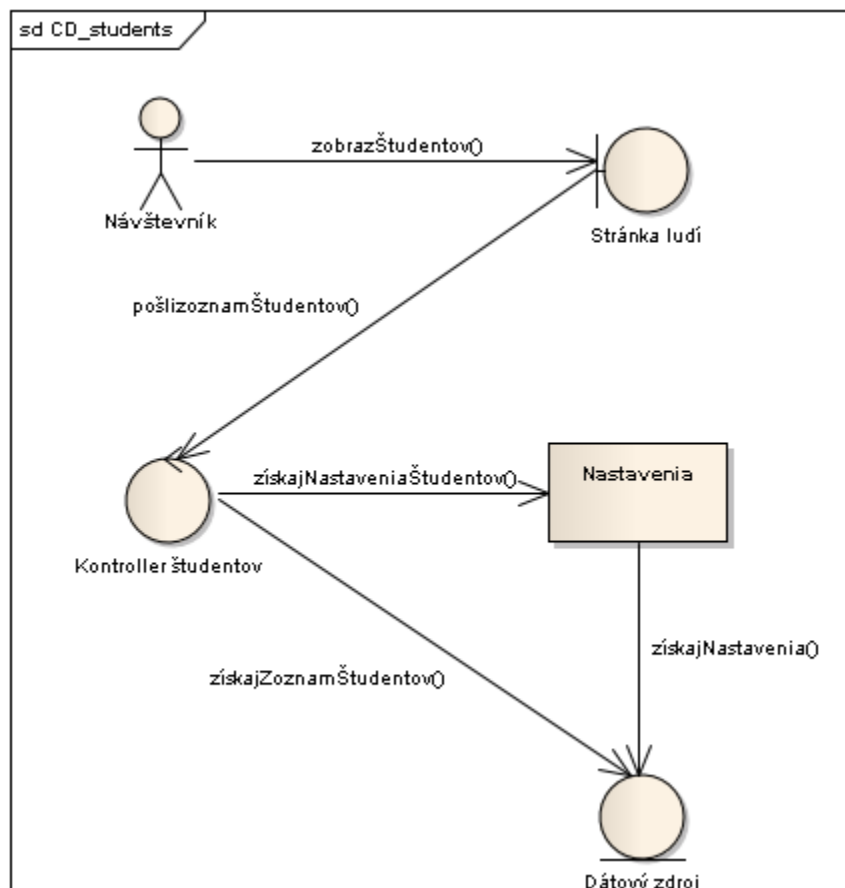 sd CD_students
zobrazŠtudentov()
Návštevník
Stránka ludí
pošlizoznamŠtudentov()
získajNastaveniaŠtudentov()
Nastavenia
Kontroller študentov
získajNastavenia()
získajZoznamŠtudentov()
Dátový zdroj